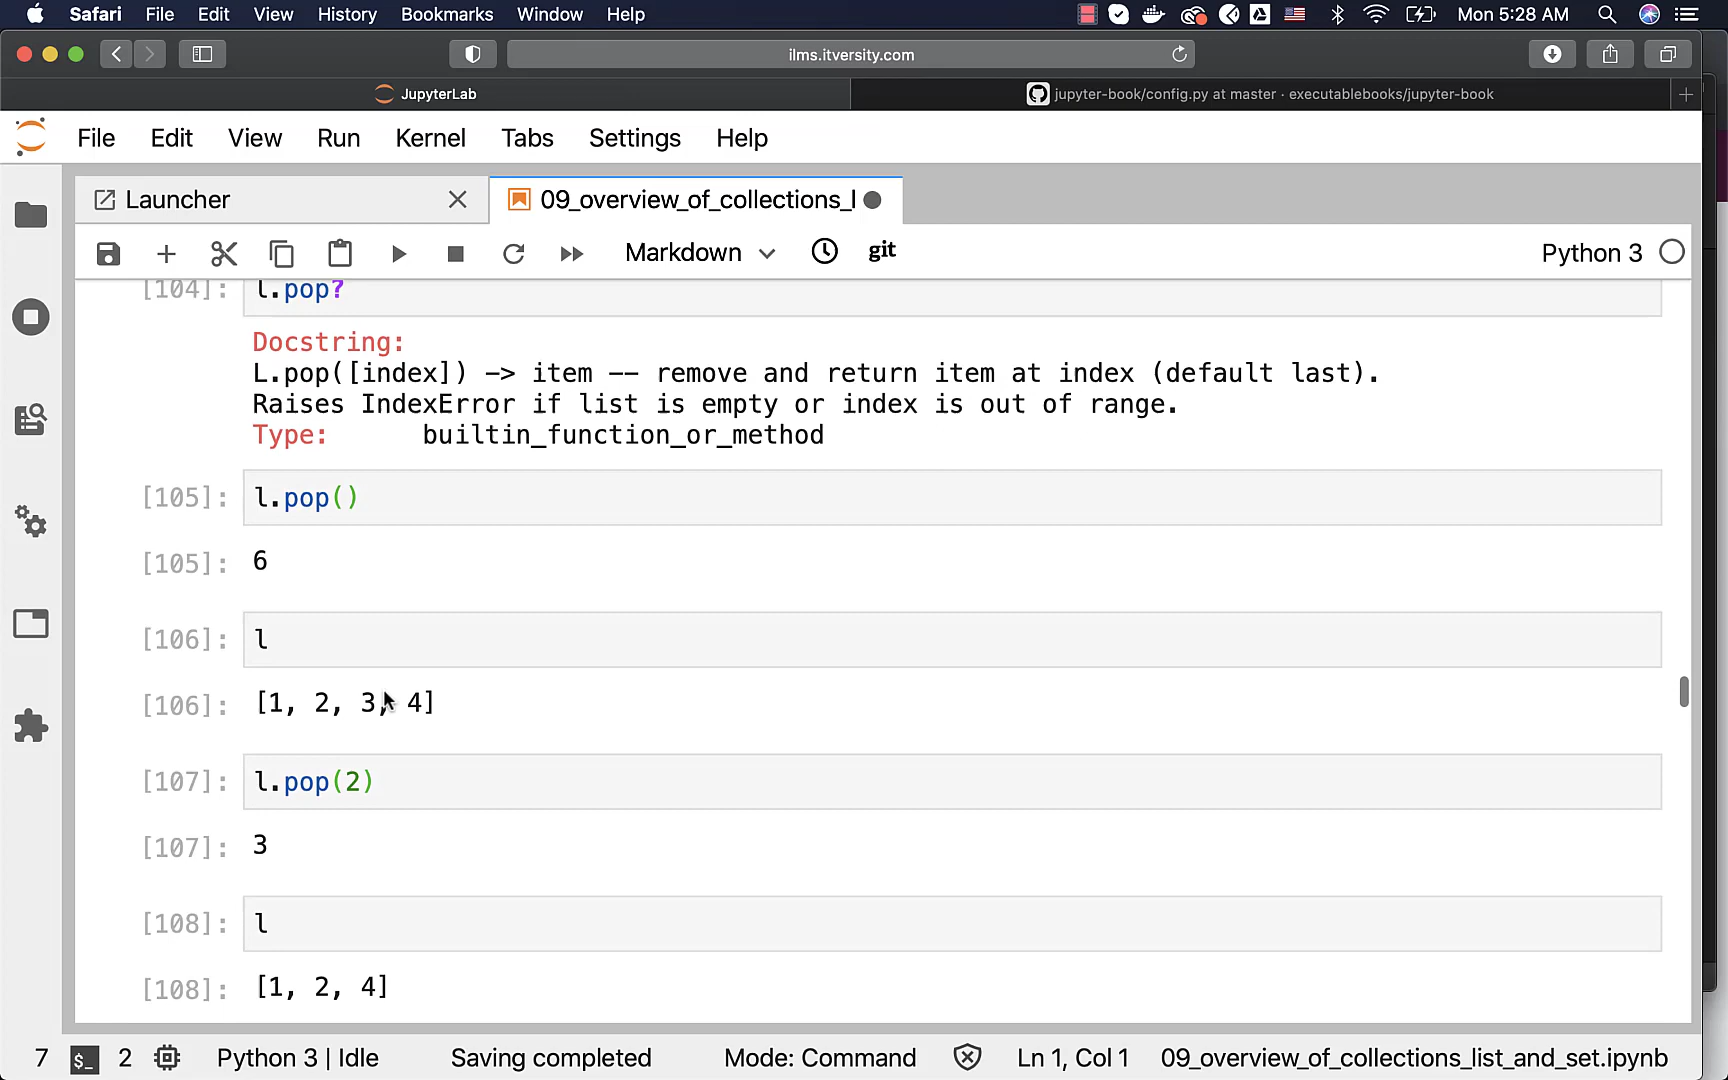 Safari File Edit View History Bookmarks Window Help Mon 5:28 AM
ilms.itversity.com
JupyterLab
jupyter-book/config.py at master · executablebooks/jupyter-book
File Edit View Run Kernel Tabs Settings Help
Launcher
09_overview_of_collections_l
Markdown git Python 3
[104]: l.pop?
Docstring:
L.pop([index]) -> item -- remove and return item at index (default last).
Raises IndexError if list is empty or index is out of range.
Type: builtin_function_or_method
[105]: l.pop()
[105]: 6
[106]: l
[106]: [1, 2, 3, 4]
[107]: l.pop(2)
[107]: 3
[108]: l
[108]: [1, 2, 4]
7 $_ 2 Python 3 | Idle Saving completed Mode: Command Ln 1, Col 1 09_overview_of_collections_list_and_set.ipynb